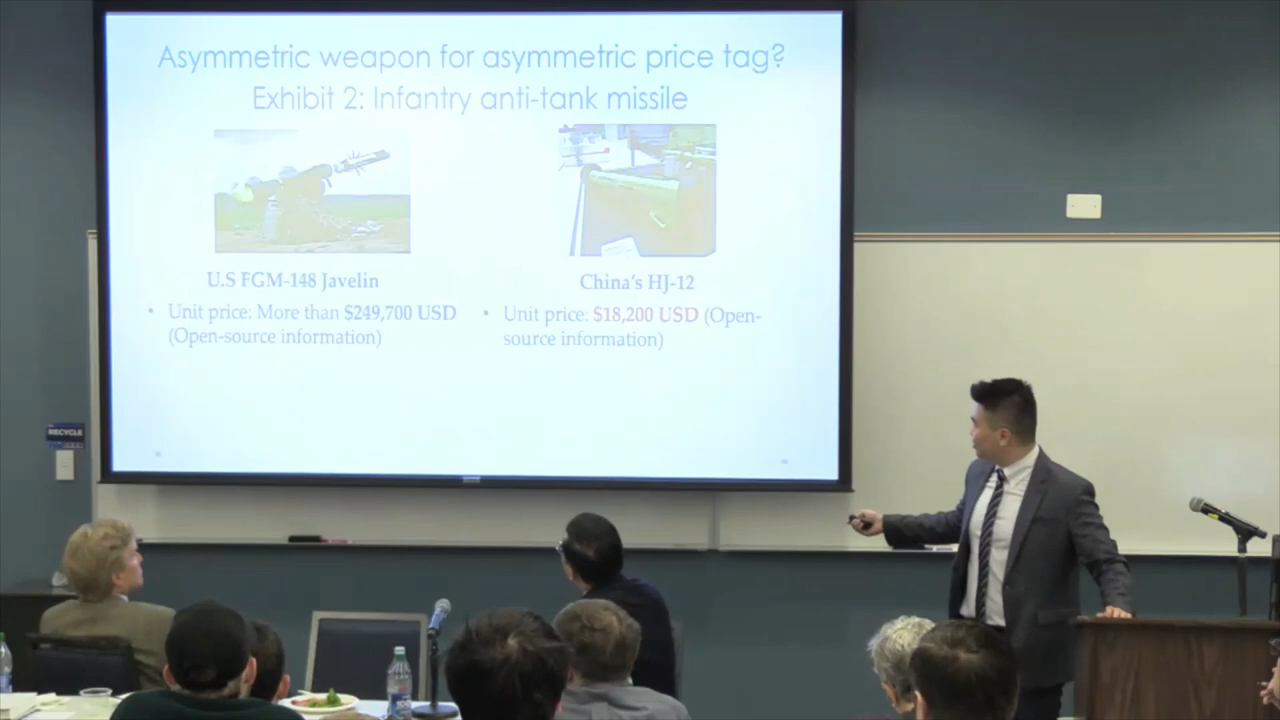 Asymmetric weapon for asymmetric price tag?
Exhibit 2: Infantry anti-tank missile
U.S FGM-148 Javelin
• Unit price: More than $249,700 USD
(Open-source information)
China's HJ-12
• Unit price: $18,200 USD (Open-
source information)
RECYCLE